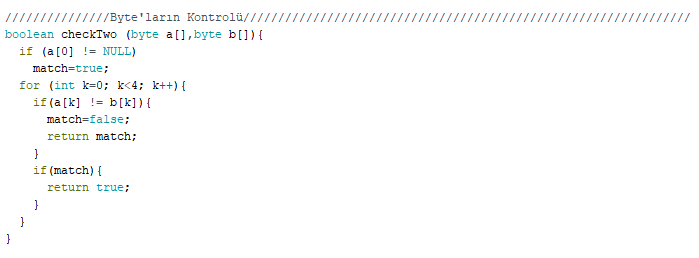 ///////////////Byte'ların Kontrolü////////////////////////////////////////////////////////////////
boolean checkTwo (byte a[],byte b[]){
  if (a[0] != NULL)
    match=true;
  for (int k=0; k<4; k++){
    if(a[k] != b[k]){
      match=false;
      return match;
    }
    if(match){
      return true;
    }
  }
}